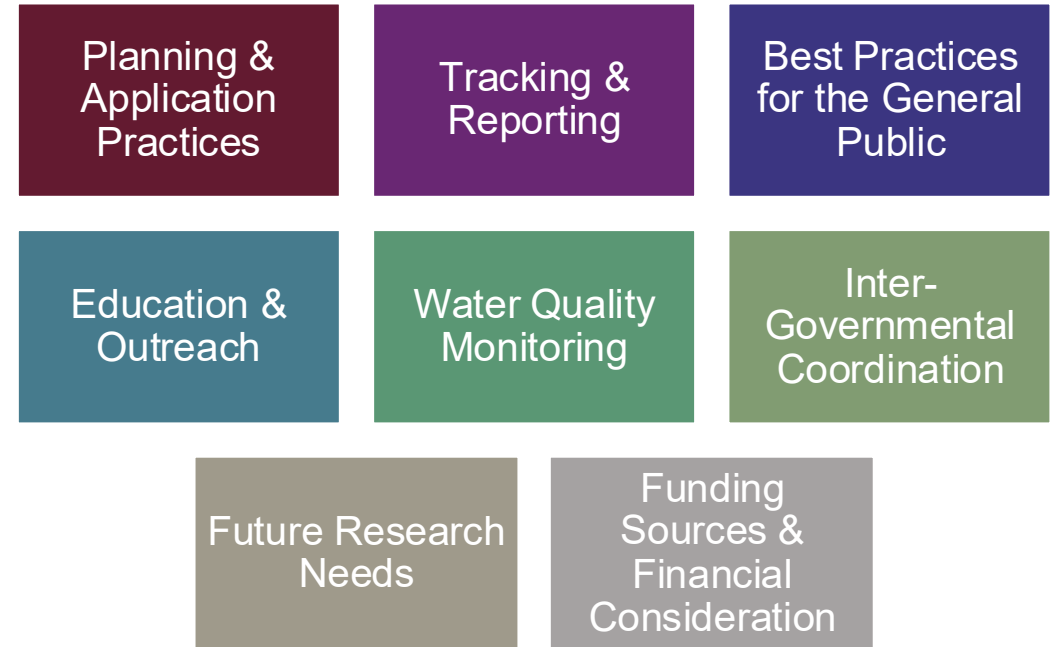 Planning &
Application
Practices
Tracking &
Reporting
Best Practices
for the General
Public
Education &
Outreach
Water Quality
Monitoring
Inter-
Governmental
Coordination
Future Research
Needs
Funding
Sources &
Financial
Consideration